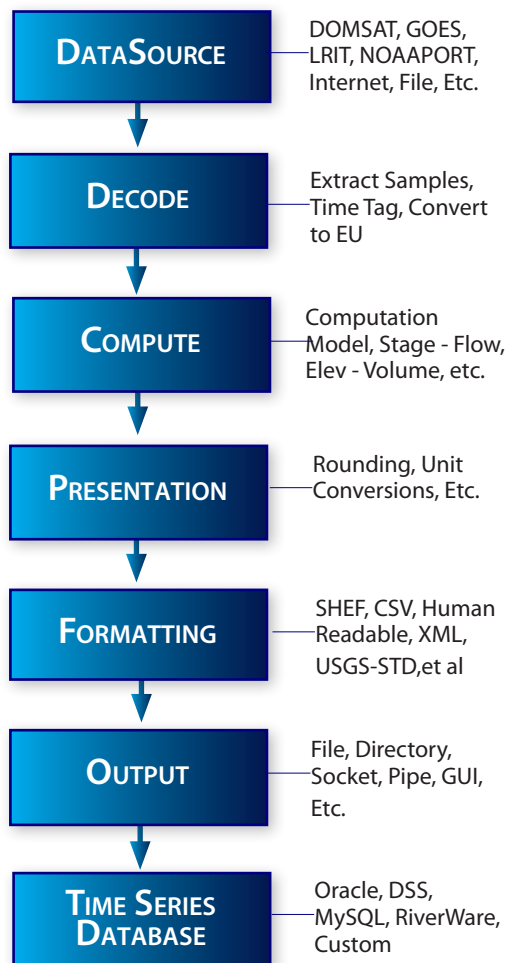 DataSource
DOMSAT, GOES,
LRIT, NOAAPORT,
Internet, File, Etc.
Decode
Extract Samples,
Time Tag, Convert
to EU
Compute
Computation
Model, Stage - Flow,
Elev - Volume, etc.
Presentation
Rounding, Unit
Conversions, Etc.
Formatting
SHEF, CSV, Human
Readable, XML,
USGS-STD,et al
Output
File, Directory,
Socket, Pipe, GUI,
Etc.
Time Series
Database
Oracle, DSS,
MySQL, RiverWare,
Custom